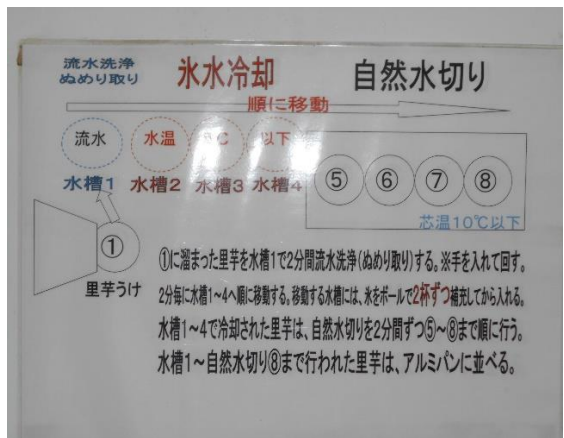 流水洗浄
ぬめり取り
氷水冷却
自然水切り
順に移動
流水
水温
℃
以下
水槽1
水槽2
水槽3
水槽4
⑤
⑥
⑦
⑧
芯温10℃以下
①
里芋うけ
①に溜まった里芋を水槽1で2分間流水洗浄(ぬめり取り)する。※手を入れて回す。
2分毎に水槽1~4へ順に移動する。移動する水槽には、氷をボールで2杯ずつ補充してから入れる。
水槽1~4で冷却された里芋は、自然水切りを2分間ずつ⑤~⑧まで順に行う。
水槽1~自然水切り⑧まで行われた里芋は、アルミパンに並べる。